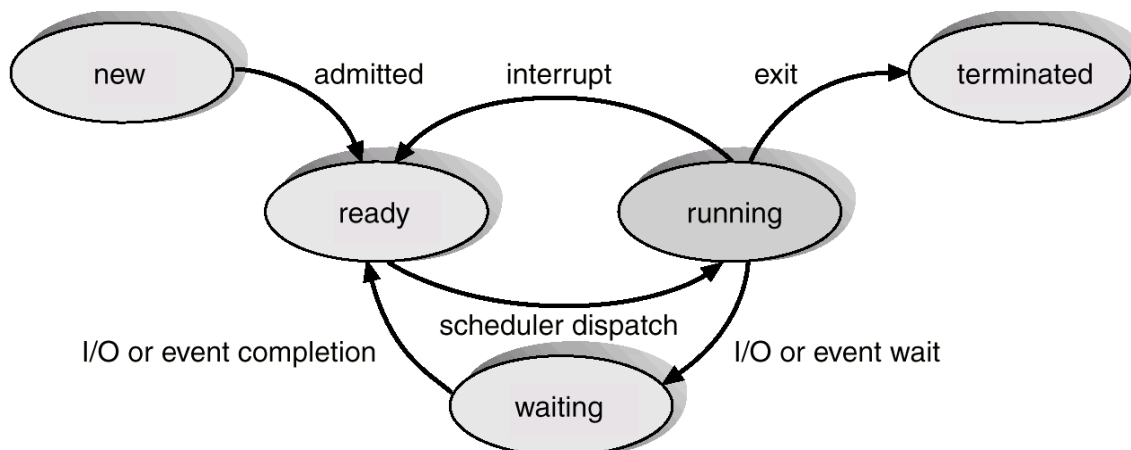 new
admitted
interrupt
exit
terminated
ready
running
scheduler dispatch
I/O or event completion
I/O or event wait
waiting